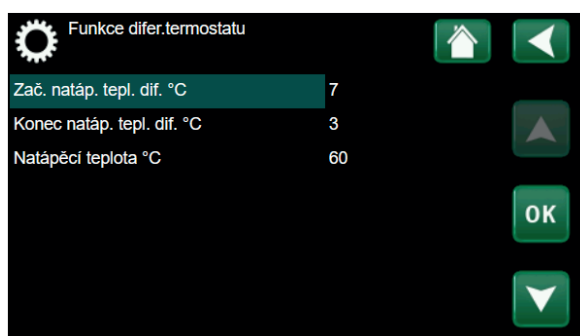 Funkce difer.termostatu
Zač. natáp. tepl. dif. °C 7
Konec natáp. tepl. dif. °C 3
Natápěcí teplota °C 60
OK